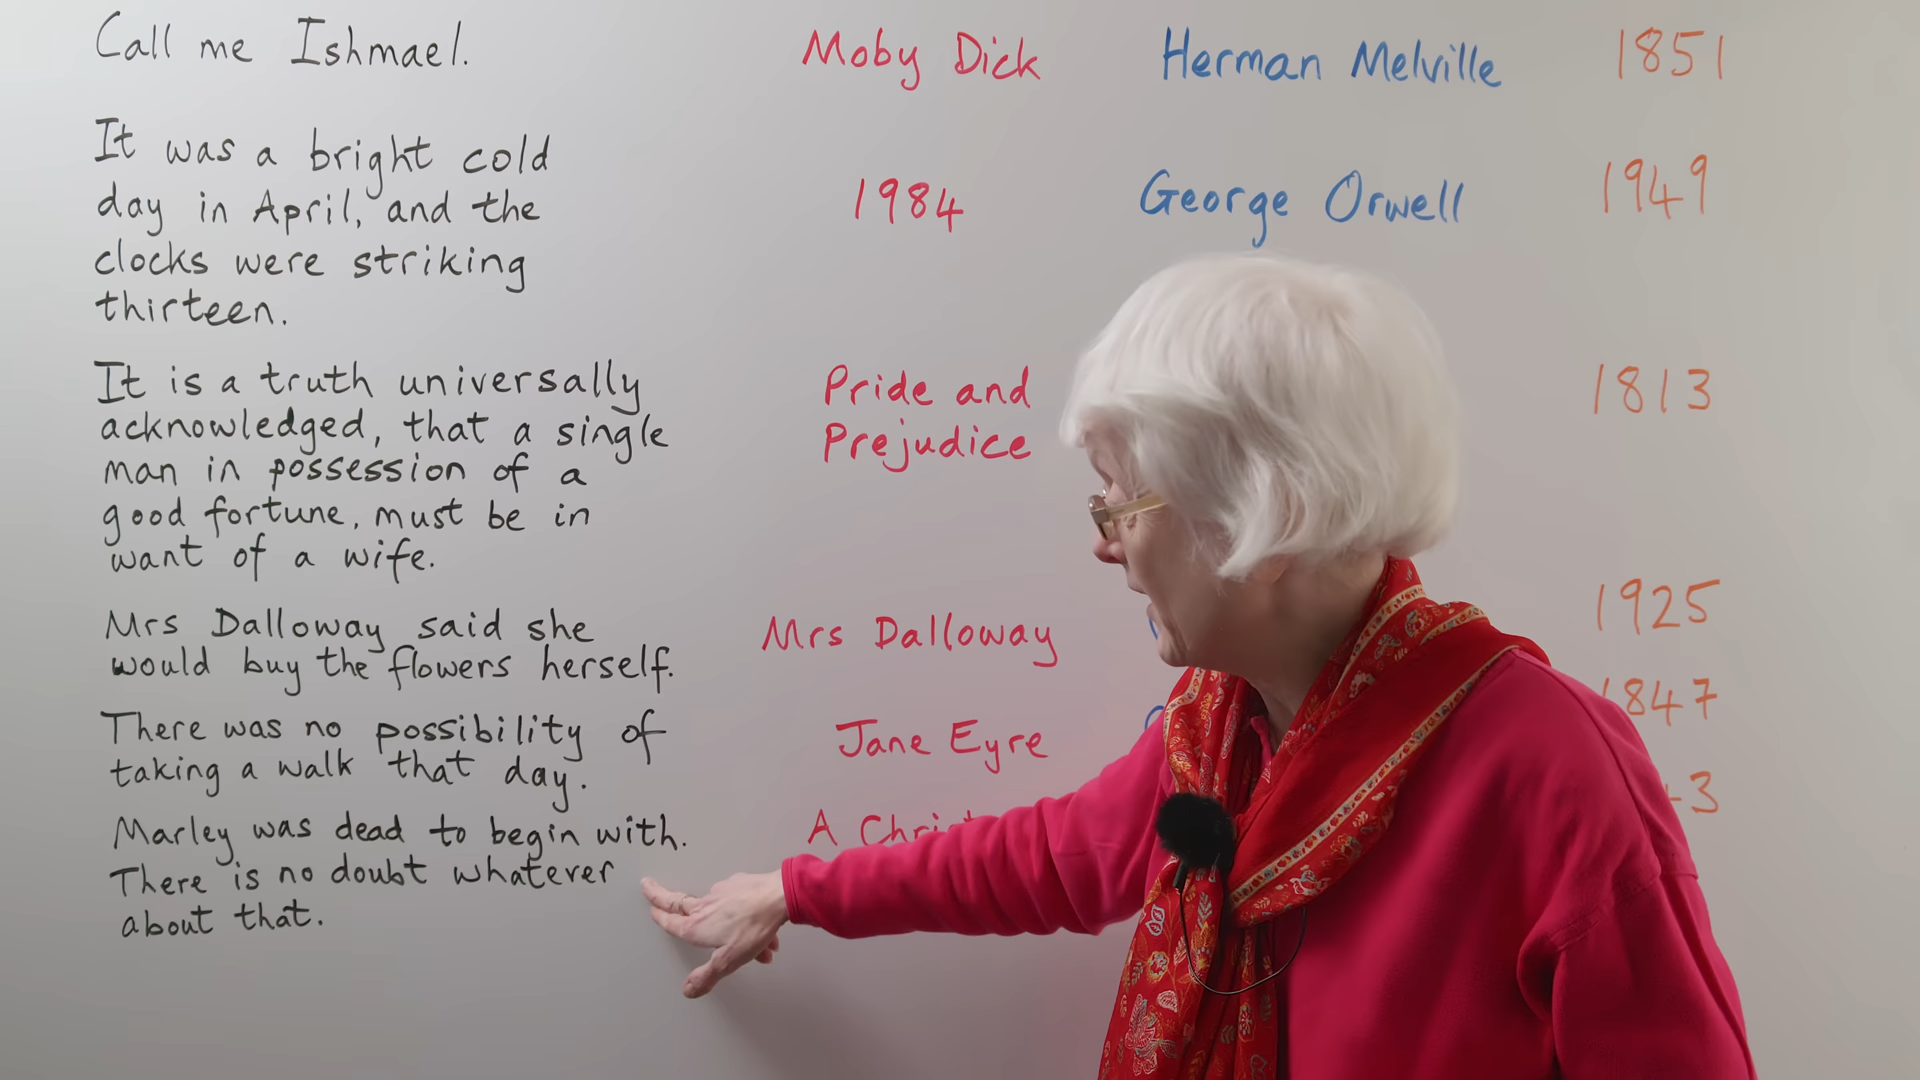 Call me Ishmael.
Moby Dick
Herman Melville
1851
It was a bright cold
day in April, and the
clocks were striking
thirteen.
1984
George Orwell
1949
It is a truth universally
acknowledged, that a single
man in possession of a
good fortune, must be in
want of a wife.
Pride and
Prejudice
1813
Mrs Dalloway said she
would buy the flowers herself.
Mrs Dalloway
1925
There was no possibility of
taking a walk that day.
Jane Eyre
1847
Marley was dead to begin with.
There is no doubt whatever
about that.
A